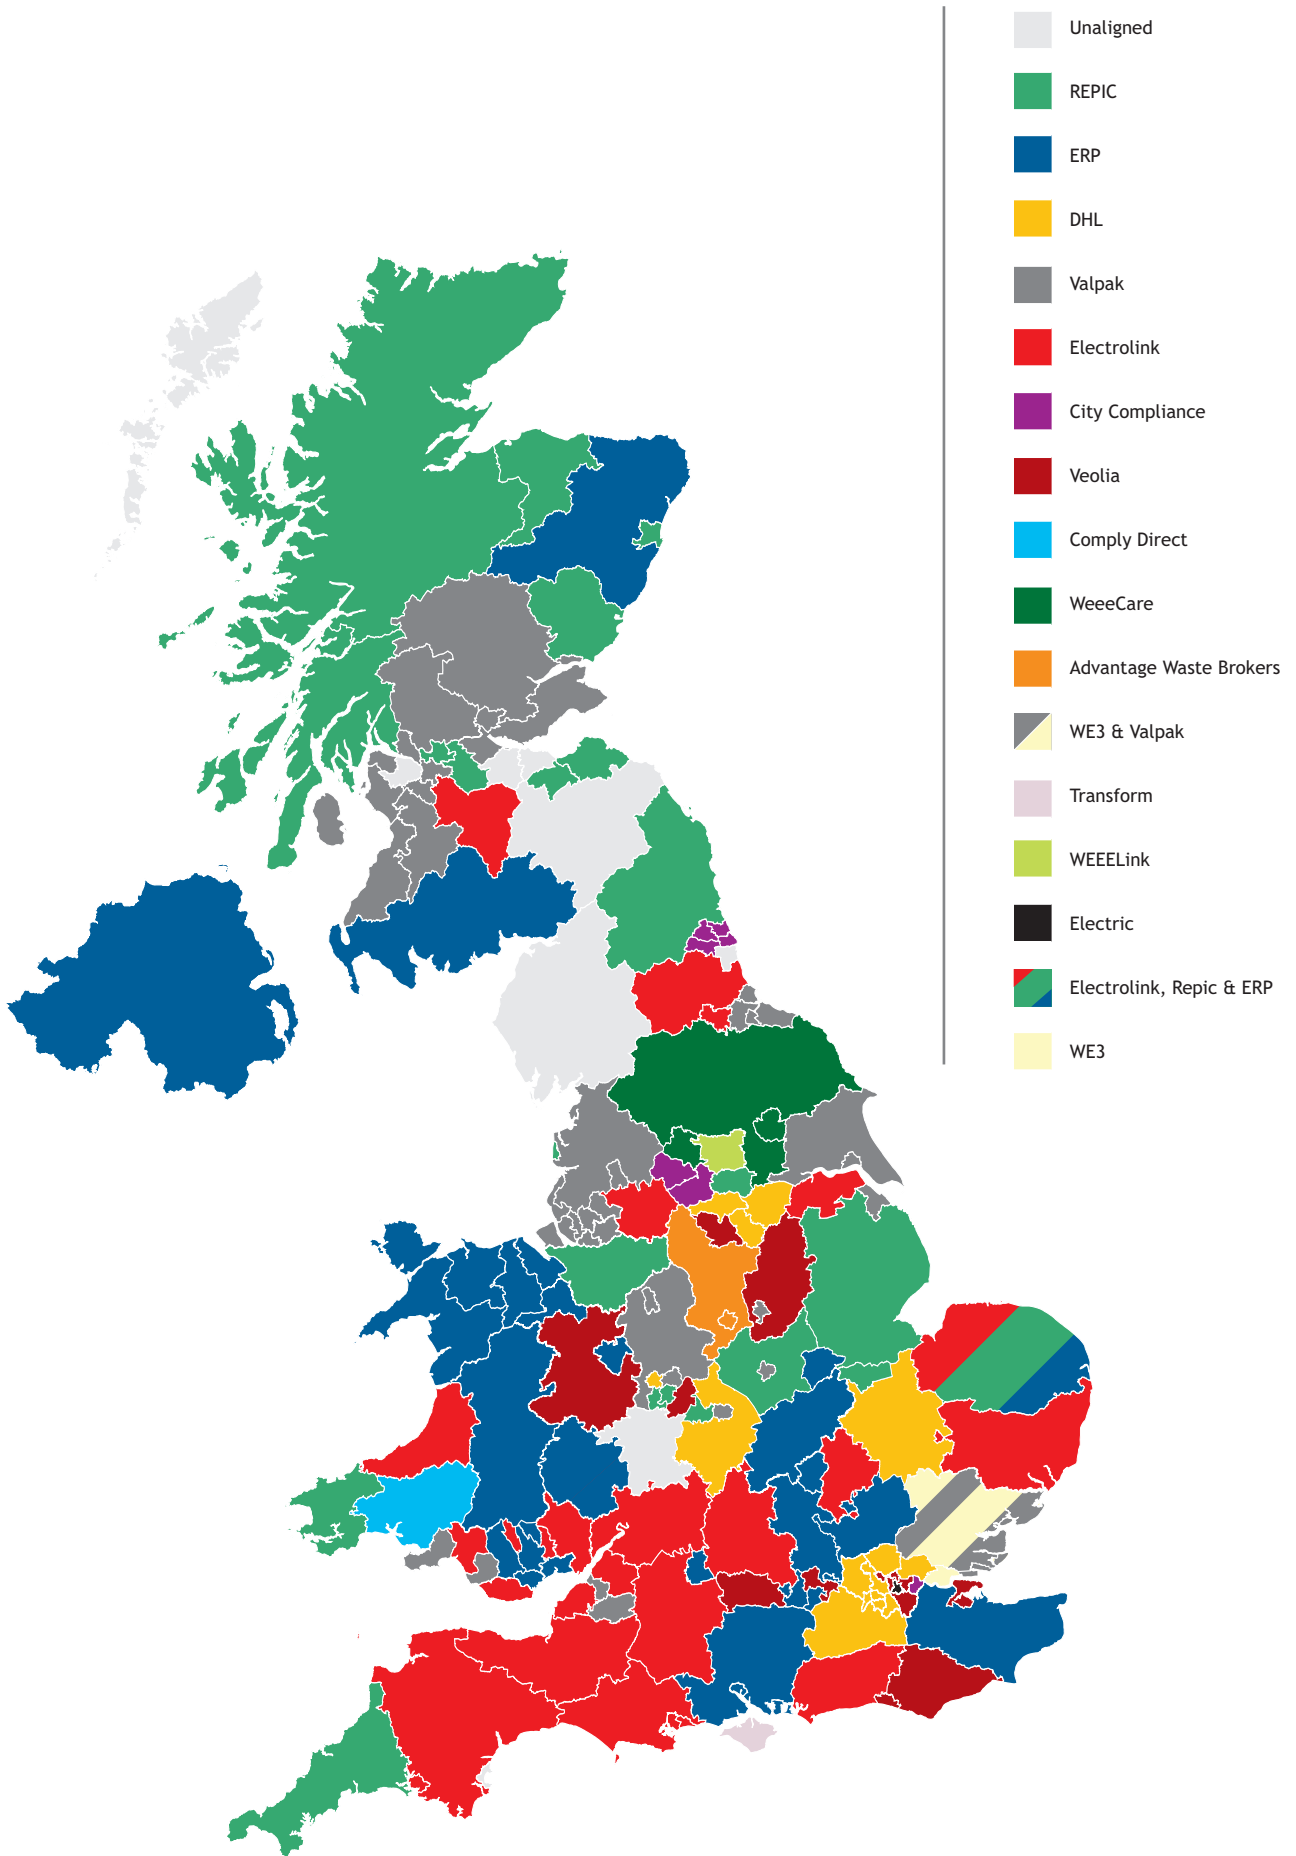 Unaligned
REPIC
ERP
DHL
Valpak
Electrolink
City Compliance
Veolia
Comply Direct
WeeeCare
Advantage Waste Brokers
WE3 & Valpak
Transform
WEEELink
Electric
Electrolink, Repic & ERP
WE3